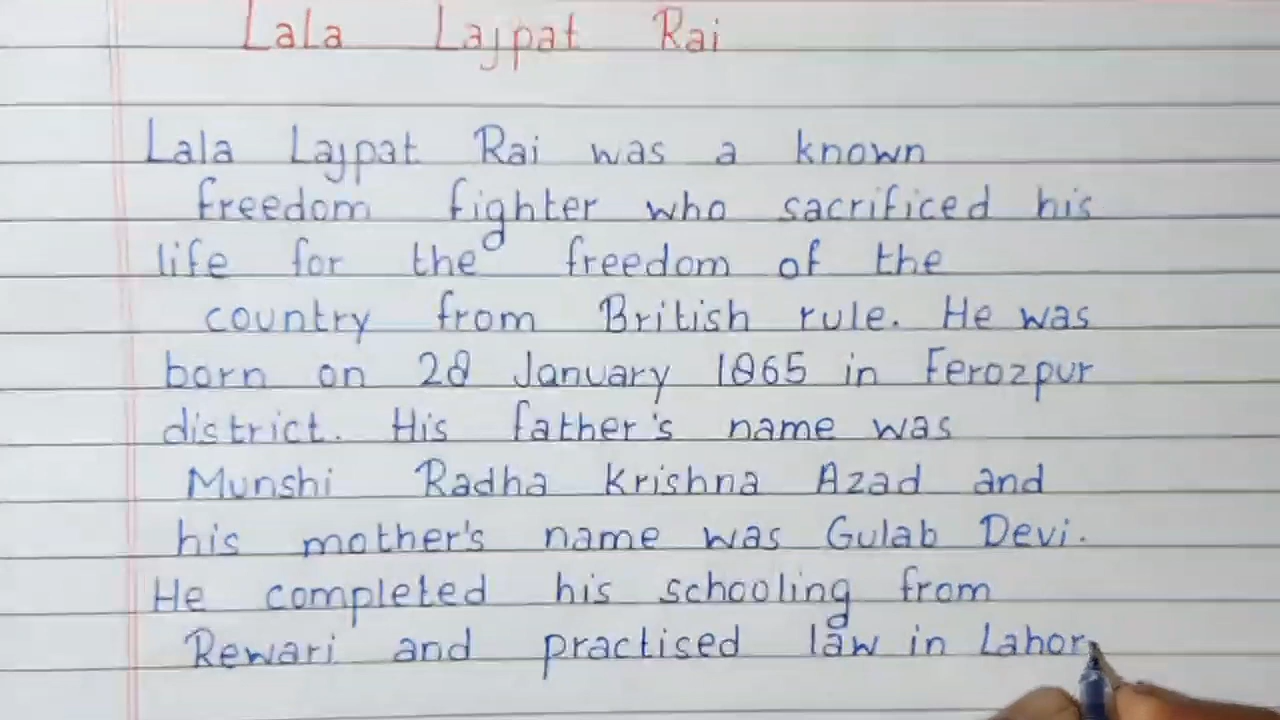 Lala Lajpat Rai
Lala Lajpat Rai was a known
freedom fighter who sacrificed his
life for the freedom of the
country from British rule. He was
born on 28 January 1865 in Ferozpur
district. His father's name was
Munshi Radha Krishna Azad and
his mother's name was Gulab Devi.
He completed his schooling from
Rewari and practised law in Lahor